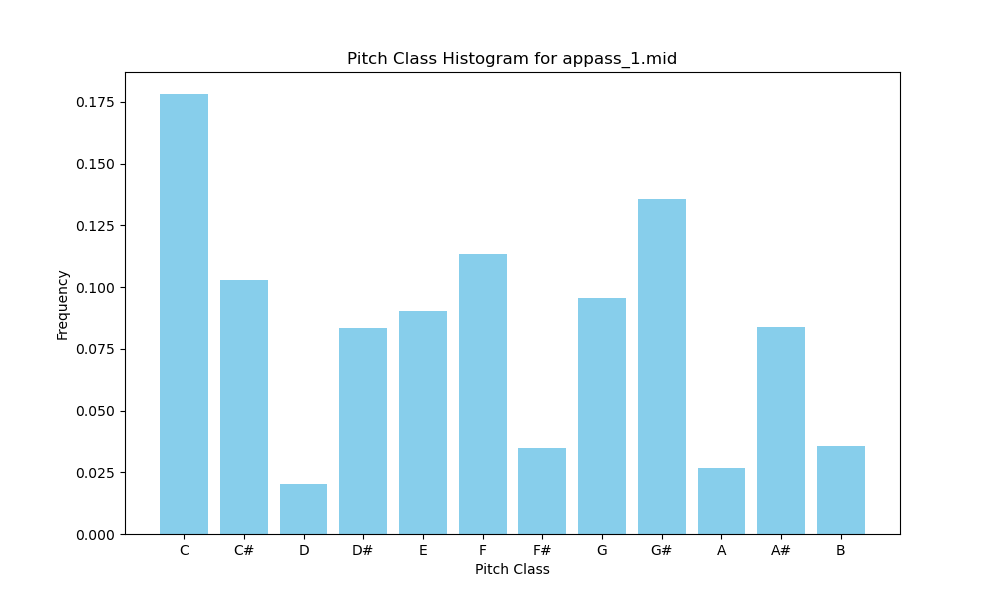 Pitch Class Histogram for appass_1.mid
Frequency
0.175
0.150
0.125
0.100
0.075
0.050
0.025
0.000
C C# D D# E F F# G G# A A# B
Pitch Class